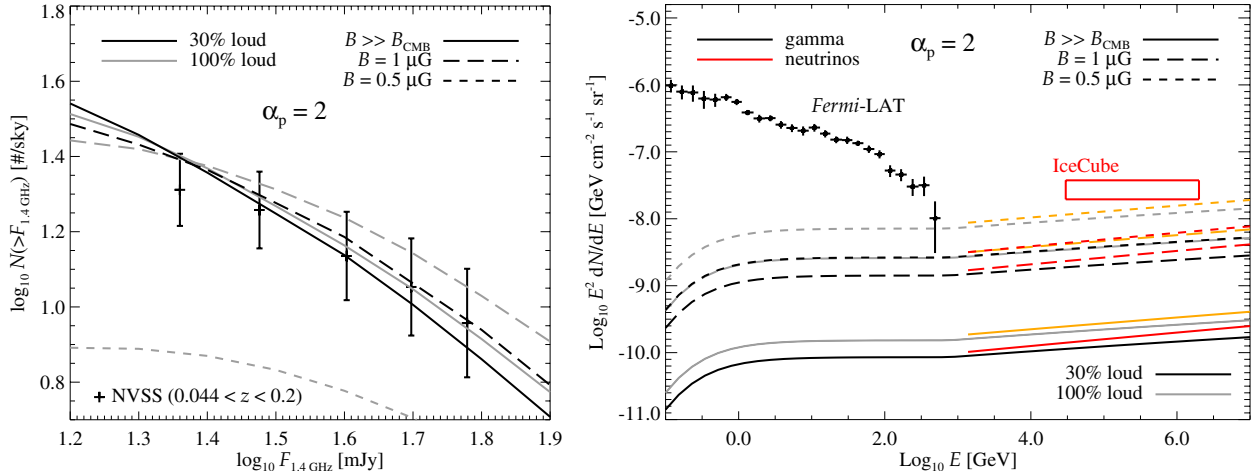 1.8
1.6
1.4
1.2
1.0
0.8
log₁₀ N(>F₁.₄ GHz) [#/sky]
30% loud
100% loud
B >> B_CMB
B = 1 μG
B = 0.5 μG
αₚ = 2
NVSS (0.044 < z < 0.2)
1.2 1.3 1.4 1.5 1.6 1.7 1.8 1.9
log₁₀ F₁.₄ GHz [mJy]
-5.0
-6.0
-7.0
-8.0
-9.0
-10.0
-11.0
Log₁₀ E² dN/dE [GeV cm⁻² s⁻¹ sr⁻¹]
gamma
neutrinos
αₚ = 2
B >> B_CMB
B = 1 μG
B = 0.5 μG
Fermi-LAT
IceCube
30% loud
100% loud
0.0 2.0 4.0 6.0
Log₁₀ E [GeV]